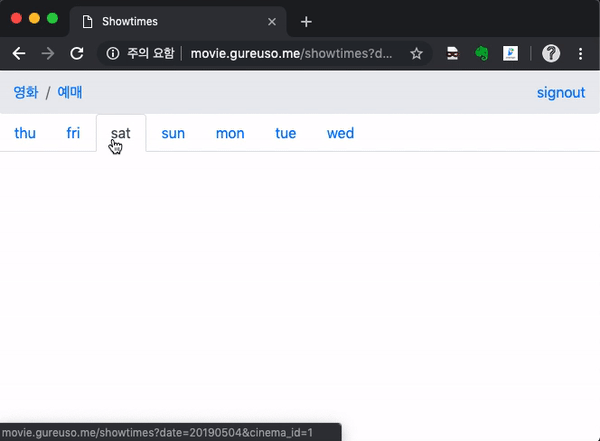 Showtimes
주의 요함 movie.gureuso.me/showtimes?d...
영화 / 예매 signout
thu fri sat sun mon tue wed
movie.gureuso.me/showtimes?date=20190504&cinema_id=1